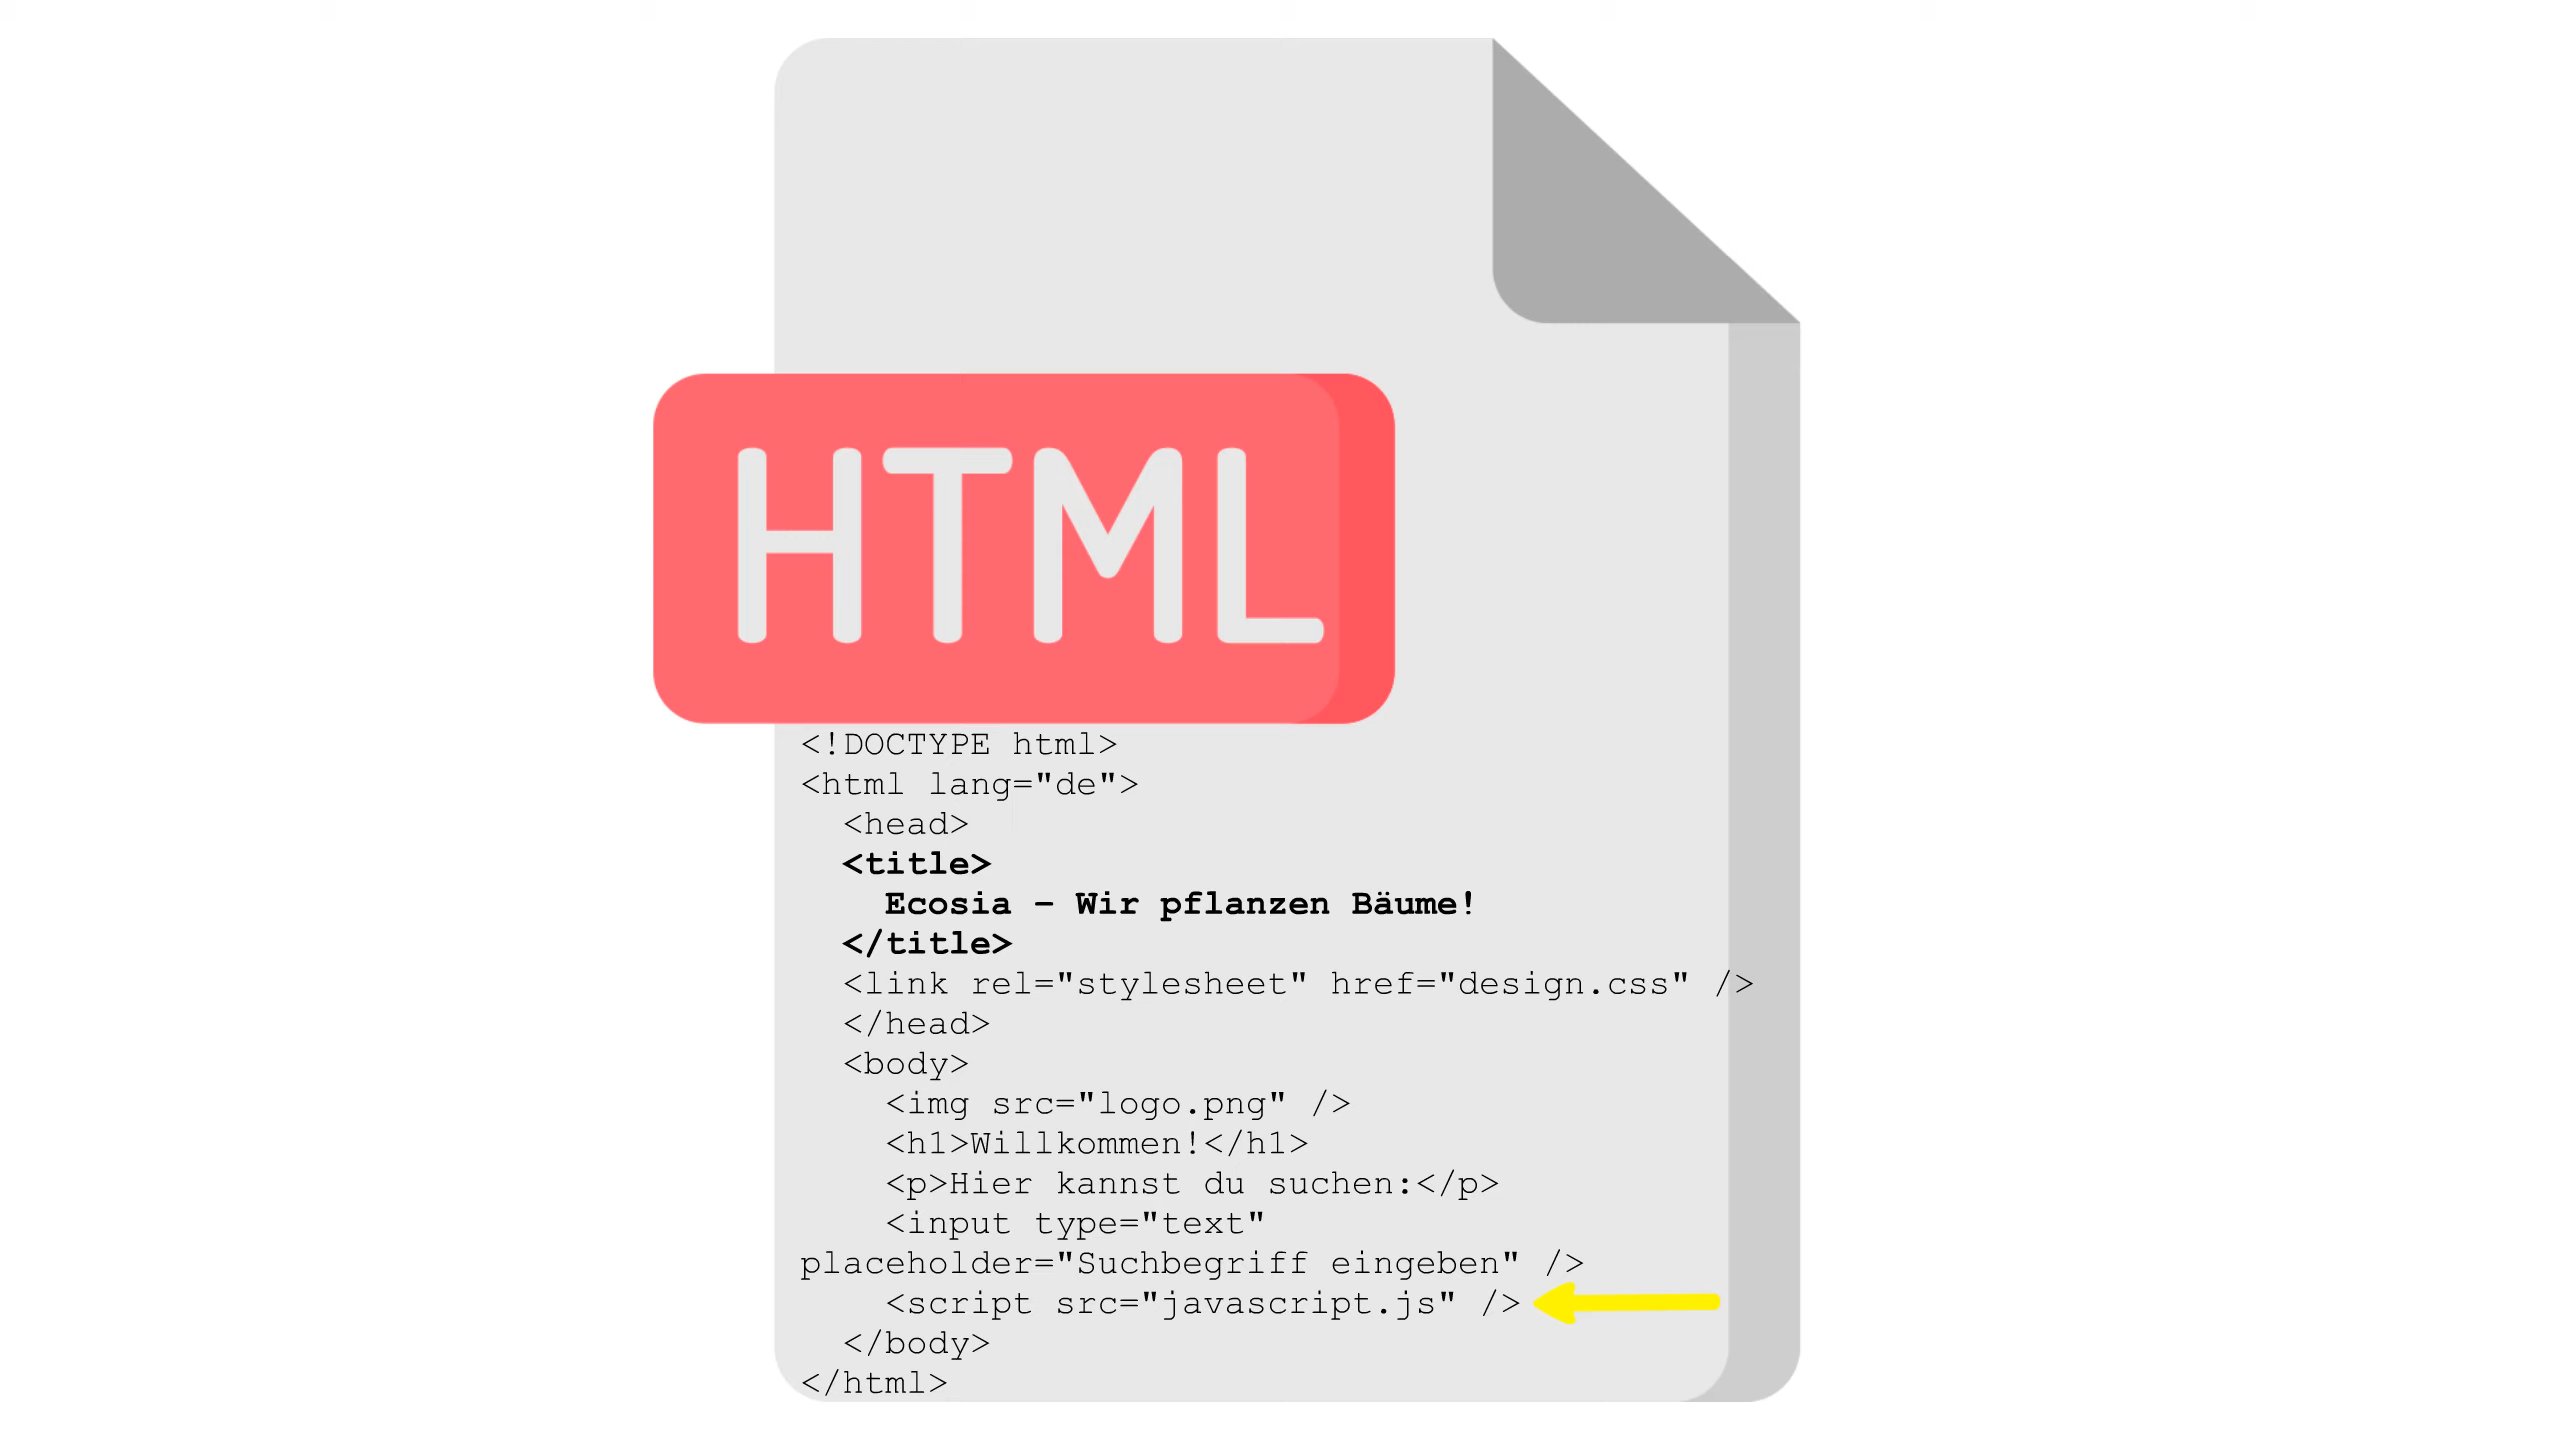 HTML
<!DOCTYPE html>
<html lang="de">
  <head>
  <title>
    Ecosia – Wir pflanzen Bäume!
  </title>
  <link rel="stylesheet" href="design.css" />
  </head>
  <body>
    <img src="logo.png" />
    <h1>Willkommen!</h1>
    <p>Hier kannst du suchen:</p>
    <input type="text"
placeholder="Suchbegriff eingeben" />
    <script src="javascript.js" />
  </body>
</html>